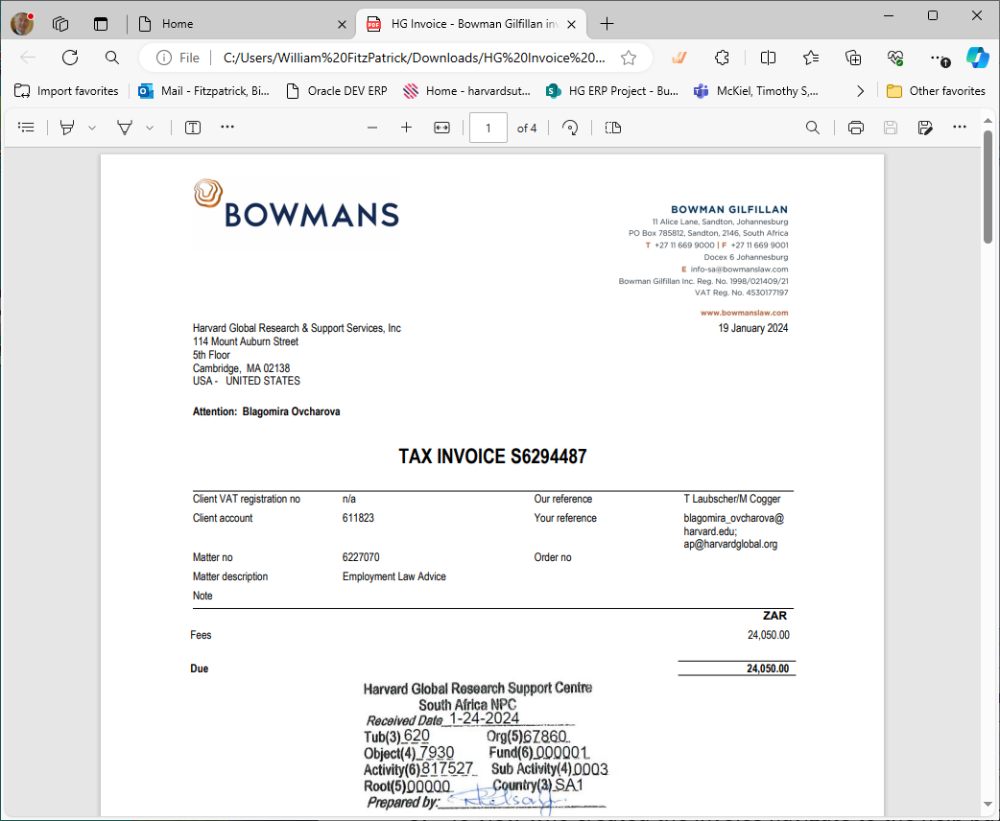 Home
HG Invoice - Bowman Gilfillan inv
File
C:/Users/William%20FitzPatrick/Downloads/HG%20Invoice%20...
Import favorites
Mail - Fitzpatrick, Bi...
Oracle DEV ERP
Home - harvardsut...
HG ERP Project - Bu...
McKiel, Timothy S,...
Other favorites
1 of 4
BOWMANS
BOWMAN GILFILLAN
11 Alice Lane, Sandton, Johannesburg
PO Box 785812, Sandton, 2146, South Africa
T +27 11 669 9000 | F +27 11 669 9001
Docex 6 Johannesburg
E info-sa@bowmanslaw.com
Bowman Gilfillan Inc. Reg. No. 1998/021409/21
VAT Reg. No. 4530177197
www.bowmanslaw.com
19 January 2024
Harvard Global Research & Support Services, Inc
114 Mount Auburn Street
5th Floor
Cambridge, MA 02138
USA - UNITED STATES
Attention: Blagomira Ovcharova
TAX INVOICE S6294487
Client VAT registration no n/a Our reference T Laubscher/M Cogger
Client account 611823 Your reference blagomira_ovcharova@
harvard.edu;
ap@harvardglobal.org
Matter no 6227070 Order no
Matter description Employment Law Advice
Note
ZAR
Fees 24,050.00
Due 24,050.00
Harvard Global Research Support Centre
South Africa NPC
Received Date 1-24-2024
Tub(3) 620 Org(5) 67860
Object(4) 7930 Fund(6) 000001
Activity(6) 817527 Sub Activity(4) 0003
Root(5) 00000 Country(3) SA1
Prepared by: